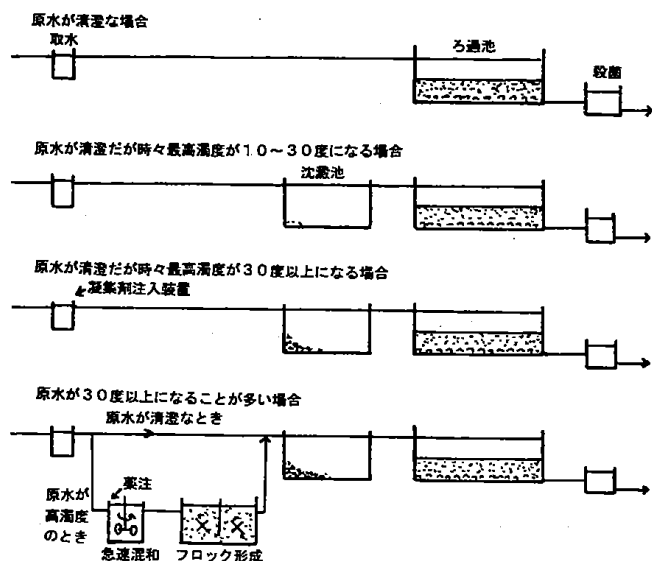 原水が清澄な場合
取水
ろ過池
殺菌
原水が清澄だが時々最高濁度が10〜30度になる場合
沈澱池
原水が清澄だが時々最高濁度が30度以上になる場合
凝集剤注入装置
原水が30度以上になることが多い場合
原水が清澄なとき
原水が
高濁度
のとき
薬注
急速混和
フロック形成